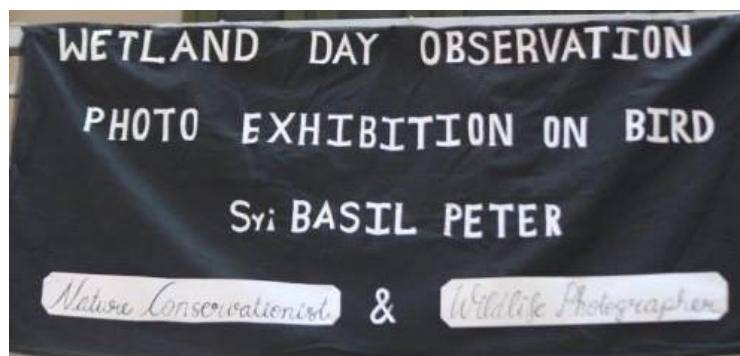 WETLAND DAY OBSERVATION
PHOTO EXHIBITION ON BIRD
Sri BASIL PETER
Nature Conservationist & Wildlife Photographer